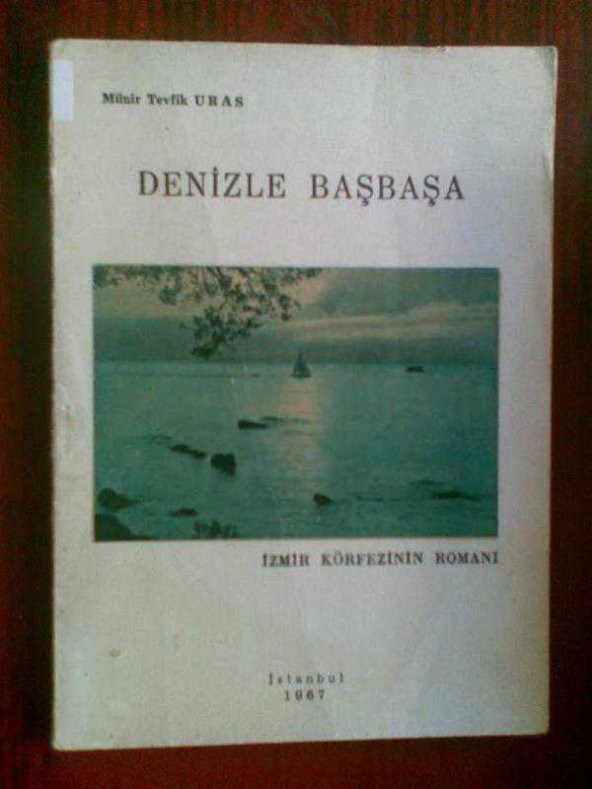 Münir Tevfik URAS
DENİZLE BAŞBAŞA
İZMİR KÖRFEZİNİN ROMANI
İstanbul
1967